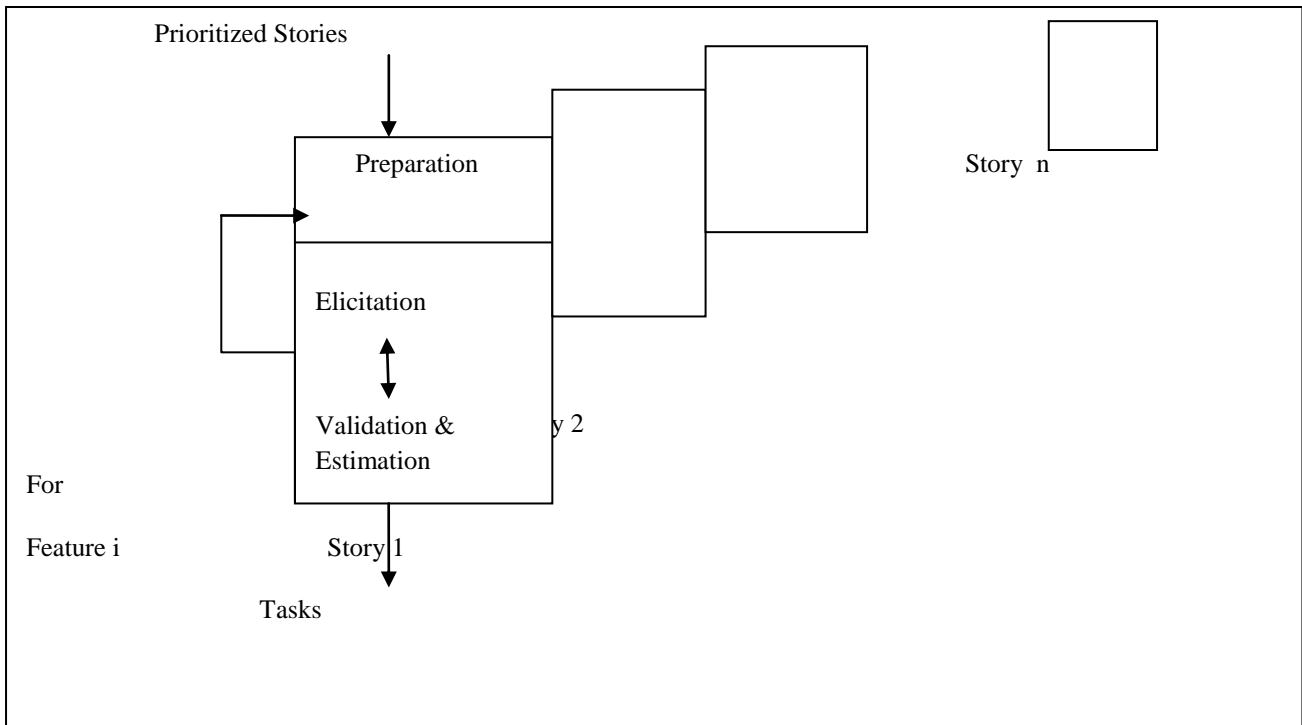 Prioritized Stories
Preparation
Story  n
Elicitation
Validation &
Estimation
y 2
For
Feature i
Story 1
Tasks